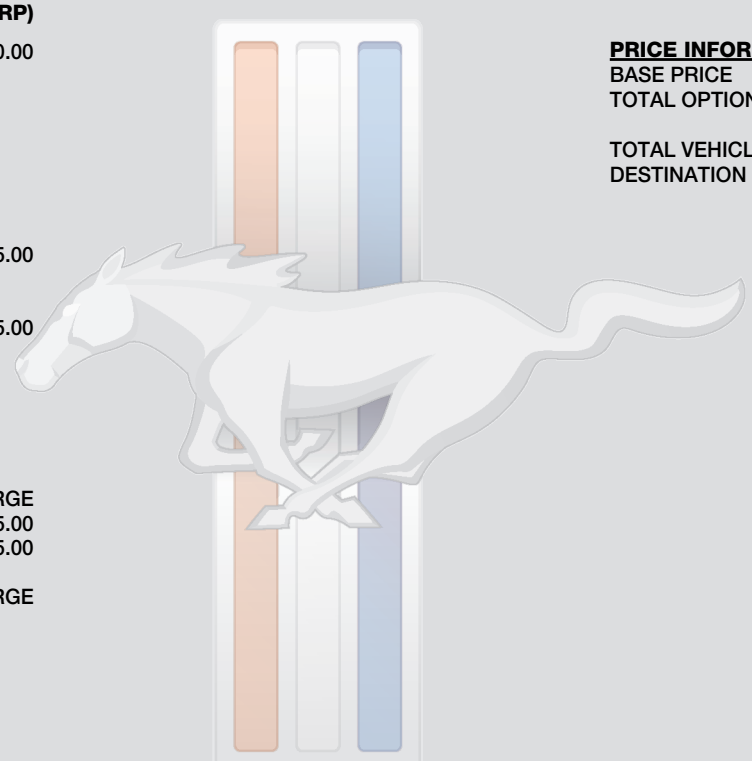 RP)
0.00
5.00
5.00
RGE
5.00
5.00
RGE
PRICE INFOR
BASE PRICE
TOTAL OPTION
TOTAL VEHICL
DESTINATION